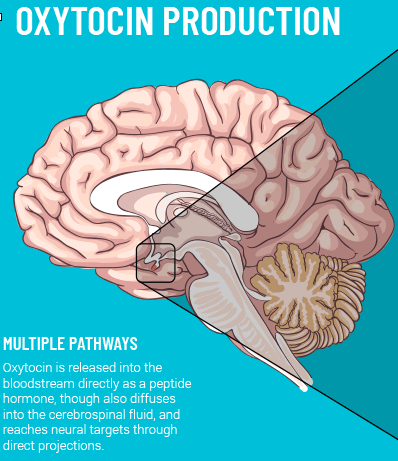 OXYTOCIN PRODUCTION
MULTIPLE PATHWAYS
Oxytocin is released into the
bloodstream directly as a peptide
hormone, though also diffuses
into the cerebrospinal fluid, and
reaches neural targets through
direct projections.